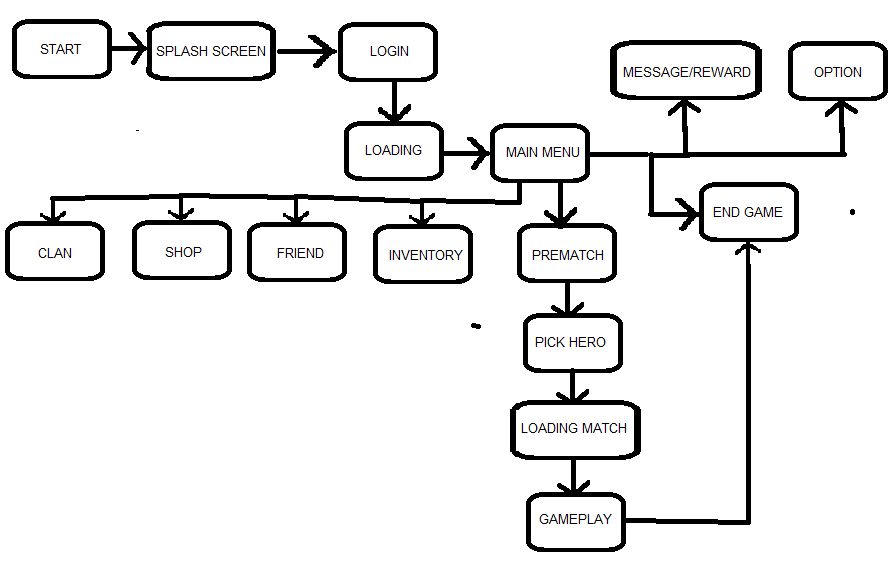 START
SPLASH SCREEN
LOGIN
MESSAGE/REWARD
OPTION
LOADING
MAIN MENU
END GAME
CLAN
SHOP
FRIEND
INVENTORY
PREMATCH
PICK HERO
LOADING MATCH
GAMEPLAY